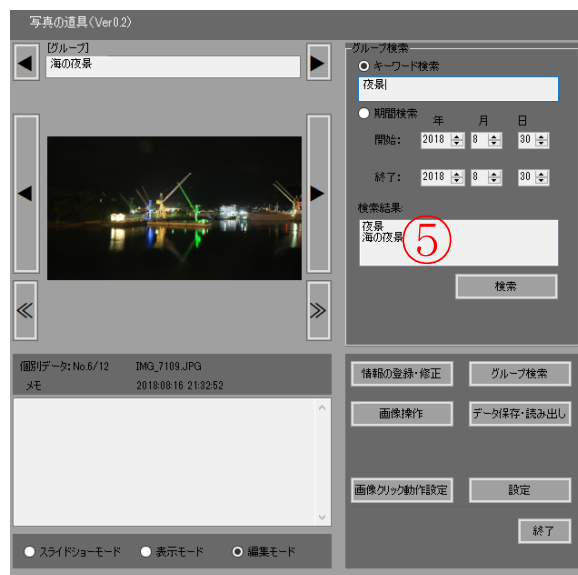 写真の道具(Ver0.2)
[グループ]
海の夜景
グループ検索
キーワード検索
夜景
期間検索
年 月 日
開始: 2018 8 30
終了: 2018 8 30
検索結果
夜景
海の夜景
⑤
検索
個別データ: No.6/12 IMG_7109.JPG
メモ 2018:08:16 21:32:52
情報の登録・修正 グループ検索
画像操作 データ保存・読み出し
画像クリック動作設定 設定
終了
スライドショーモード 表示モード 編集モード